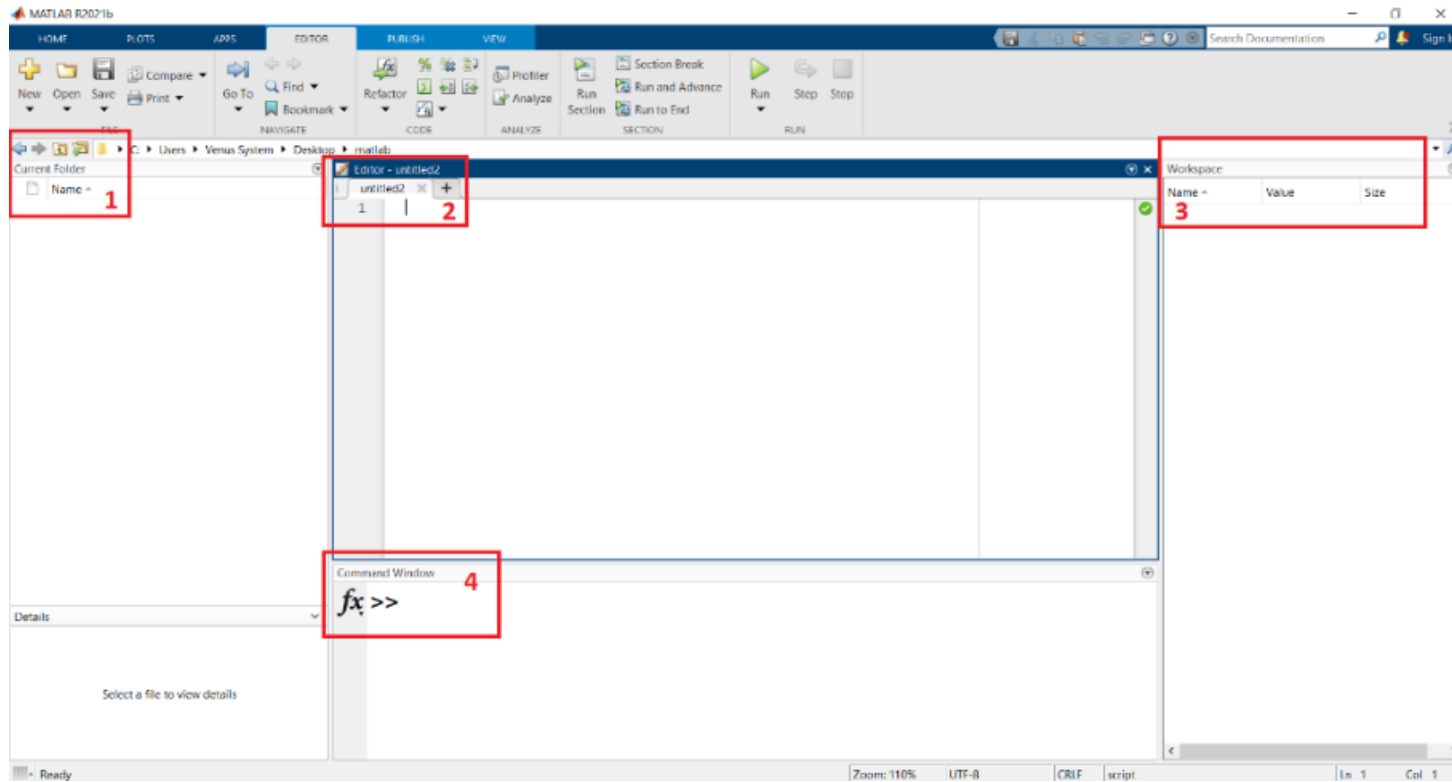 MATLAB R2021b
HOME PLOTS APPS EDITOR PUBLISH VIEW Search Documentation Sign I
New Open Save Compare Print Go To Find Bookmark Refactor Profiler Analyze Run Section Section Break Run and Advance Run to End Run Step Stop
FILE NAVIGATE CODE ANALYZE SECTION RUN
C: Users Venus System Desktop matlab
Current Folder
Name
1
Editor - untitled2
untitled2 +
1 2
Workspace
Name Value Size
3
Command Window
4
fx >>
Details
Select a file to view details
Ready Zoom: 110% UTF-8 CRLF script Ln 1 Col 1